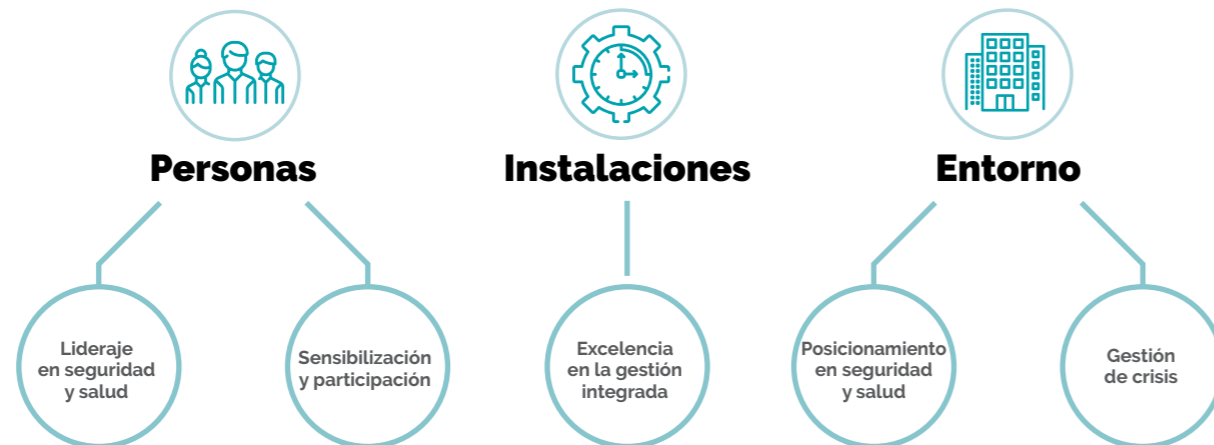 Personas
Instalaciones
Entorno
Lideraje
en seguridad
y salud
Sensibilización
y participación
Excelencia
en la gestión
integrada
Posicionamiento
en seguridad
y salud
Gestión
de crisis